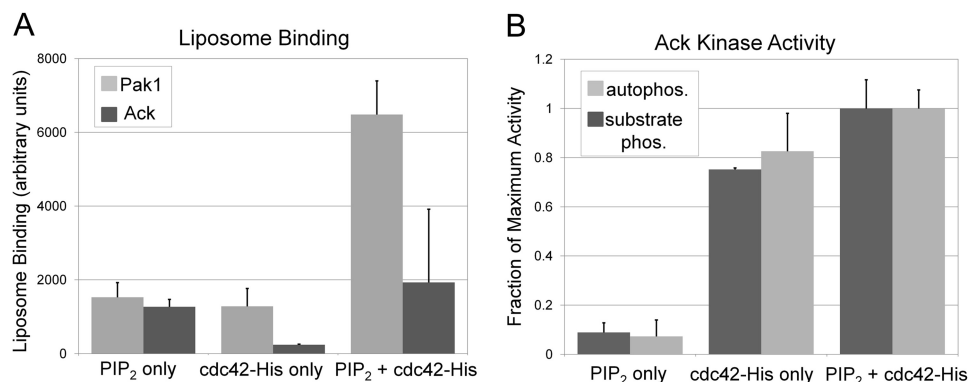 A
Liposome Binding
Liposome Binding (arbitrary units)
8000
6000
4000
2000
0
Pak1
Ack
PIP₂ only
cdc42-His only
PIP₂ + cdc42-His
B
Ack Kinase Activity
Fraction of Maximum Activity
1.2
1
0.8
0.6
0.4
0.2
0
autophos.
substrate
phos.
PIP₂ only
cdc42-His only
PIP₂ + cdc42-His